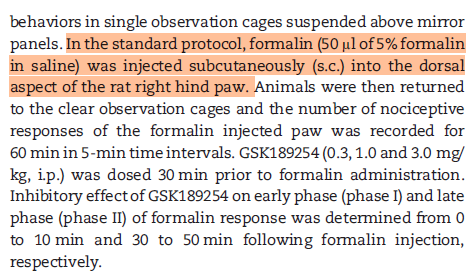 behaviors in single observation cages suspended above mirror
panels. In the standard protocol, formalin (50 μl of 5% formalin
in saline) was injected subcutaneously (s.c.) into the dorsal
aspect of the rat right hind paw. Animals were then returned
to the clear observation cages and the number of nociceptive
responses of the formalin injected paw was recorded for
60 min in 5-min time intervals. GSK189254 (0.3, 1.0 and 3.0 mg/
kg, i.p.) was dosed 30 min prior to formalin administration.
Inhibitory effect of GSK189254 on early phase (phase I) and late
phase (phase II) of formalin response was determined from 0
to 10 min and 30 to 50 min following formalin injection,
respectively.